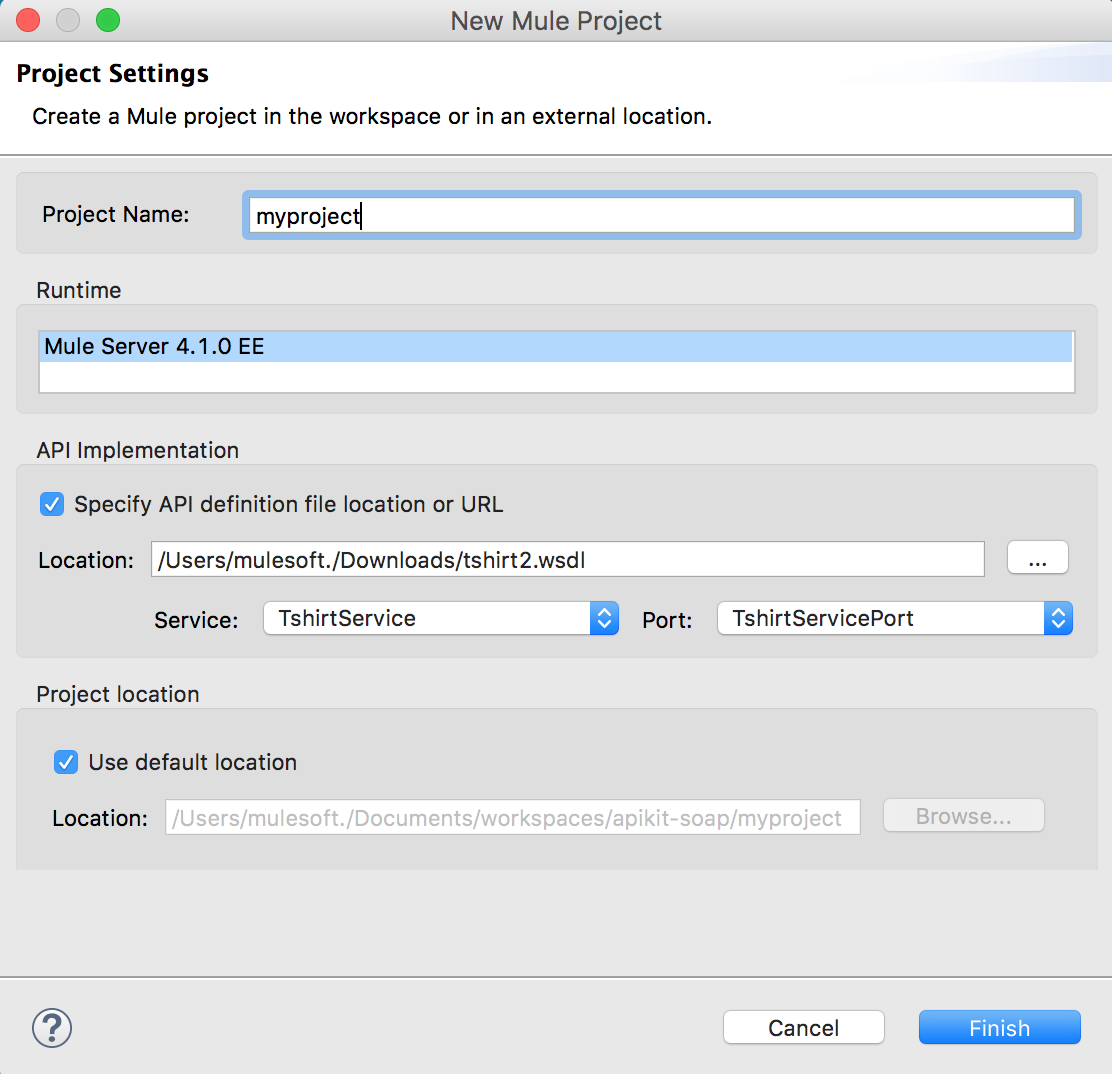 New Mule Project
Project Settings
Create a Mule project in the workspace or in an external location.
Project Name: myproject
Runtime
Mule Server 4.1.0 EE
API Implementation
Specify API definition file location or URL
Location: /Users/mulesoft./Downloads/tshirt2.wsdl ...
Service: TshirtService Port: TshirtServicePort
Project location
Use default location
Location: /Users/mulesoft./Documents/workspaces/apikit-soap/myproject Browse...
? Cancel Finish